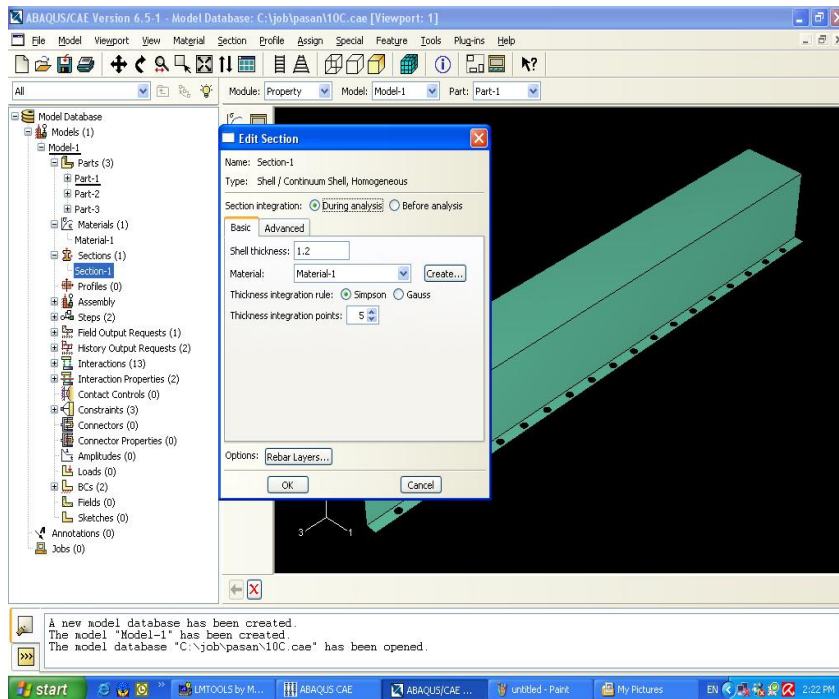 ABAQUS/CAE Version 6.5-1 - Model Database: C:\job\pasan\10C.cae [Viewport: 1]
File Model Viewport View Material Section Profile Assign Special Feature Tools Plug-ins Help
All Module: Property Model: Model-1 Part: Part-1
Model Database
Models (1)
Model-1
Parts (3)
Part-1
Part-2
Part-3
Materials (1)
Material-1
Sections (1)
Section-1
Profiles (0)
Assembly
Steps (2)
Field Output Requests (1)
History Output Requests (2)
Interactions (13)
Interaction Properties (2)
Contact Controls (0)
Constraints (3)
Connectors (0)
Connector Properties (0)
Amplitudes (0)
Loads (0)
BCs (2)
Fields (0)
Sketches (0)
Annotations (0)
Jobs (0)
Edit Section
Name: Section-1
Type: Shell / Continuum Shell, Homogeneous
Section integration: During analysis Before analysis
Basic Advanced
Shell thickness: 1.2
Material: Material-1 Create...
Thickness integration rule: Simpson Gauss
Thickness integration points: 5
Options: Rebar Layers...
OK Cancel
3 1
A new model database has been created.
The model "Model-1" has been created.
The model database "C:\job\pasan\10C.cae" has been opened.
start LMTOOLS by M... ABAQUS CAE ABAQUS/CAE ... untitled - Paint My Pictures EN 2:22 PM